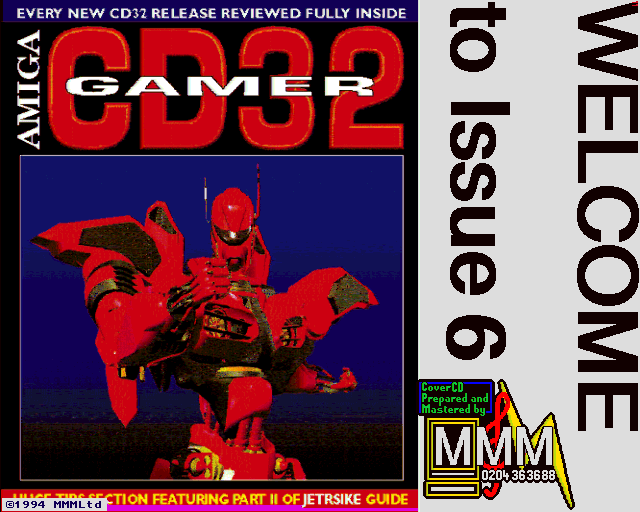 EVERY NEW CD32 RELEASE REVIEWED FULLY INSIDE
AMIGA
CD32
GAMER
HUGE TIPS SECTION FEATURING PART II OF JETRSIKE GUIDE
©1994 MMMLtd
WELCOME
to Issue 6
CoverCD
Prepared and
Mastered by
MMM
0204 363688